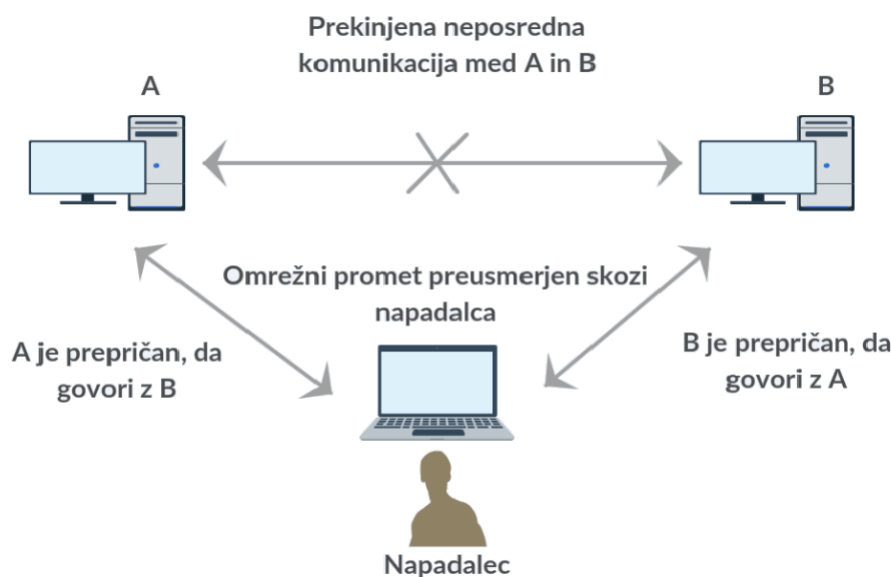 Prekinjena neposredna
komunikacija med A in B
A
B
Omrežni promet preusmerjen skozi
napadalca
A je prepričan, da
govori z B
B je prepričan, da
govori z A
Napadalec